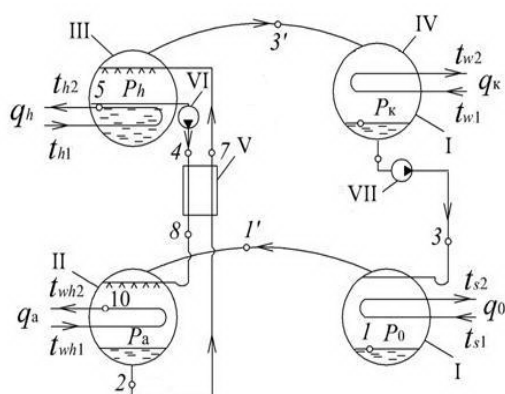 3'
III
IV
t_h2
5
P_h
VI
t_w2
q_h
P_к
q_к
t_h1
4
7
V
t_w1
I
VII
8
1'
3
II
t_wh2
10
t_s2
q_a
P_a
1
P_0
q_0
t_wh1
t_s1
2
I